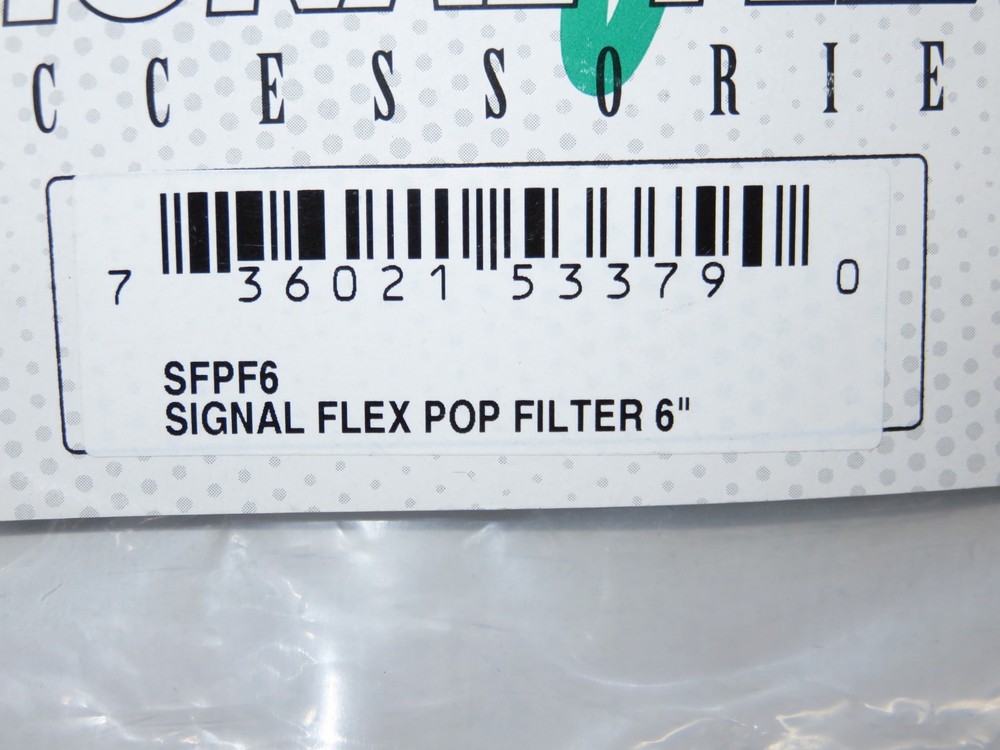 CCESSORIE
7 36021 53379 0
SFPF6
SIGNAL FLEX POP FILTER 6"